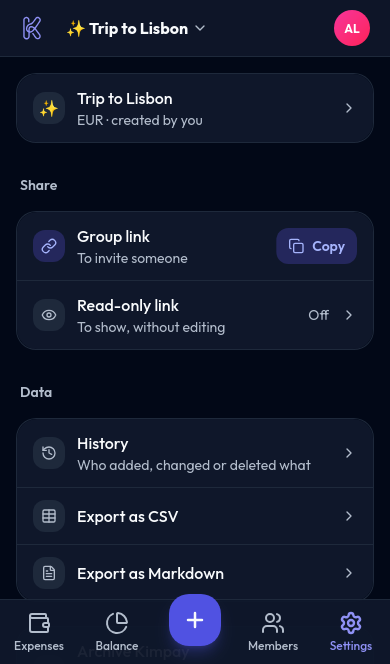 ✨ Trip to Lisbon
AL
✨ Trip to Lisbon
EUR · created by you
Share
Group link
To invite someone
Copy
Read-only link
To show, without editing
Off
Data
History
Who added, changed or deleted what
Export as CSV
Export as Markdown
Archive Kimpay
Expenses
Balance
Members
Settings